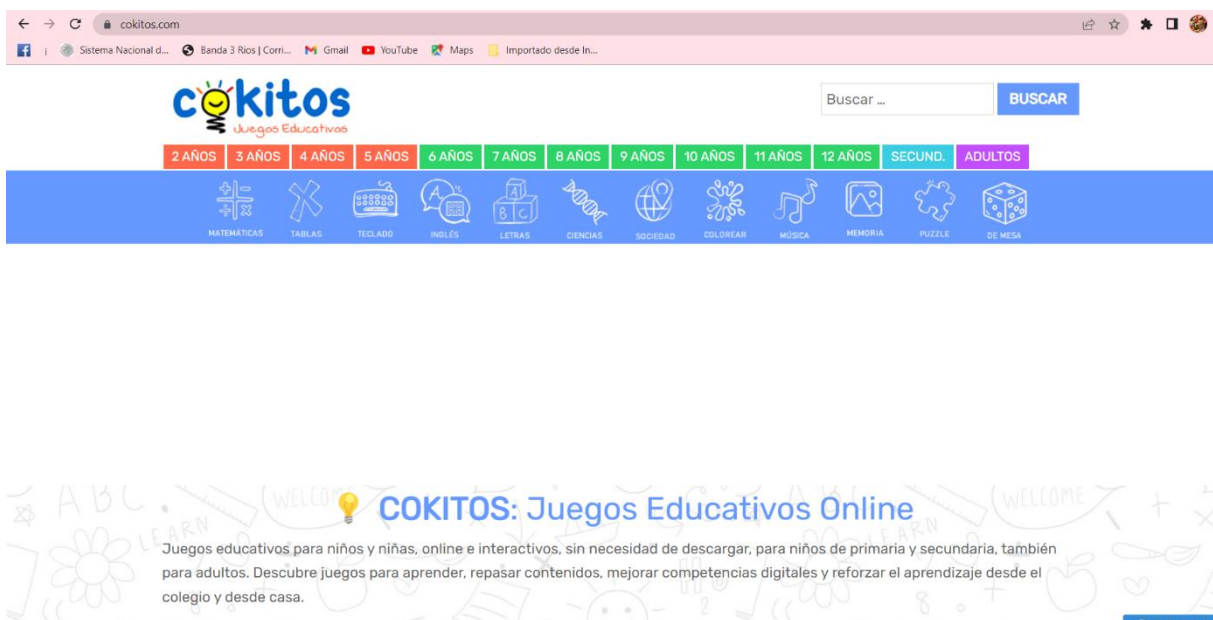 cokitos.com
Sistema Nacional d... Banda 3 Rios | Corri... Gmail YouTube Maps Importado desde In...
cokitos
Juegos Educativos
Buscar ... BUSCAR
2 AÑOS 3 AÑOS 4 AÑOS 5 AÑOS 6 AÑOS 7 AÑOS 8 AÑOS 9 AÑOS 10 AÑOS 11 AÑOS 12 AÑOS SECUND. ADULTOS
MATEMÁTICAS TABLAS TECLADO INGLÉS LETRAS CIENCIAS SOCIEDAD COLOREAR MÚSICA MEMORIA PUZZLE DE MESA
COKITOS: Juegos Educativos Online
Juegos educativos para niños y niñas, online e interactivos, sin necesidad de descargar, para niños de primaria y secundaria, también
para adultos. Descubre juegos para aprender, repasar contenidos, mejorar competencias digitales y reforzar el aprendizaje desde el
colegio y desde casa.